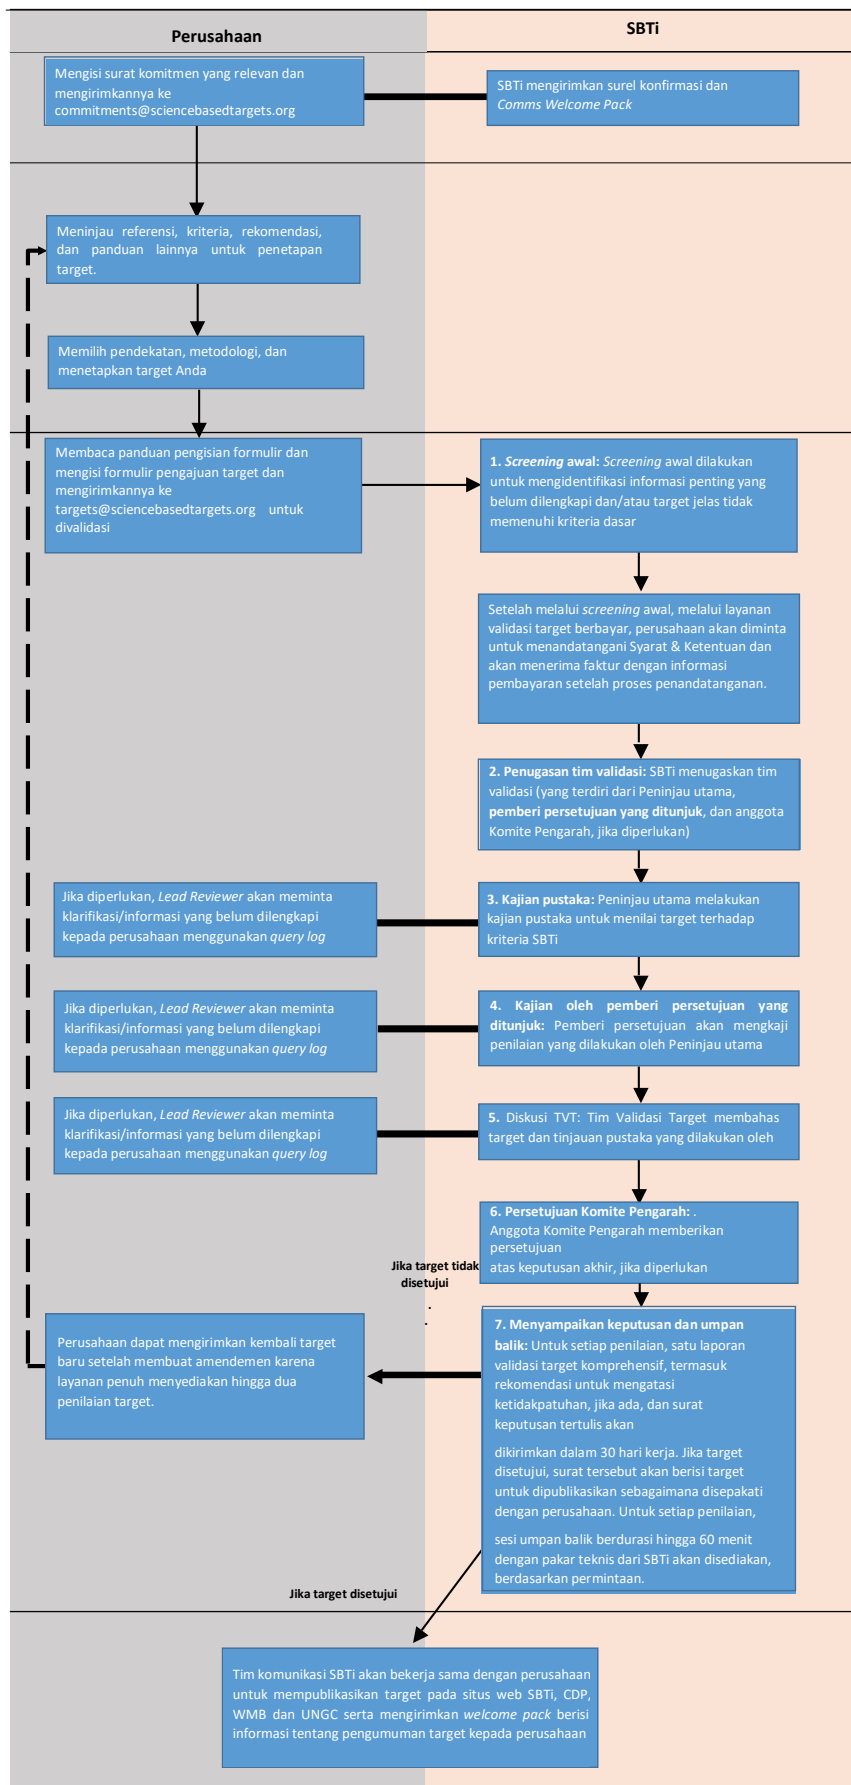 Perusahaan
SBTi
Mengisi surat komitmen yang relevan dan
mengirimkannya ke
commitments@sciencebasedtargets.org
SBTi mengirimkan surel konfirmasi dan
Comms Welcome Pack
Meninjau referensi, kriteria, rekomendasi,
dan panduan lainnya untuk penetapan
target.
Memilih pendekatan, metodologi, dan
menetapkan target Anda
Membaca panduan pengisian formulir dan
mengisi formulir pengajuan target dan
mengirimkannya ke
targets@sciencebasedtargets.org untuk
divalidasi
1. Screening awal: Screening awal dilakukan
untuk mengidentifikasi informasi penting yang
belum dilengkapi dan/atau target jelas tidak
memenuhi kriteria dasar
Setelah melalui screening awal, melalui layanan
validasi target berbayar, perusahaan akan diminta
untuk menandatangani Syarat & Ketentuan dan
akan menerima faktur dengan informasi
pembayaran setelah proses penandatanganan.
2. Penugasan tim validasi: SBTi menugaskan tim
validasi (yang terdiri dari Peninjau utama,
pemberi persetujuan yang ditunjuk, dan anggota
Komite Pengarah, jika diperlukan)
Jika diperlukan, Lead Reviewer akan meminta
klarifikasi/informasi yang belum dilengkapi
kepada perusahaan menggunakan query log
3. Kajian pustaka: Peninjau utama melakukan
kajian pustaka untuk menilai target terhadap
kriteria SBTi
Jika diperlukan, Lead Reviewer akan meminta
klarifikasi/informasi yang belum dilengkapi
kepada perusahaan menggunakan query log
4. Kajian oleh pemberi persetujuan yang
ditunjuk: Pemberi persetujuan akan mengkaji
penilaian yang dilakukan oleh Peninjau utama
Jika diperlukan, Lead Reviewer akan meminta
klarifikasi/informasi yang belum dilengkapi
kepada perusahaan menggunakan query log
5. Diskusi TVT: Tim Validasi Target membahas
target dan tinjauan pustaka yang dilakukan oleh
6. Persetujuan Komite Pengarah: .
Anggota Komite Pengarah memberikan
persetujuan
atas keputusan akhir, jika diperlukan
Jika target tidak
disetujui
.
.
Perusahaan dapat mengirimkan kembali target
baru setelah membuat amendemen karena
layanan penuh menyediakan hingga dua
penilaian target.
7. Menyampaikan keputusan dan umpan
balik: Untuk setiap penilaian, satu laporan
validasi target komprehensif, termasuk
rekomendasi untuk mengatasi
ketidakpatuhan, jika ada, dan surat
keputusan tertulis akan
dikirimkan dalam 30 hari kerja. Jika target
disetujui, surat tersebut akan berisi target
untuk dipublikasikan sebagaimana disepakati
dengan perusahaan. Untuk setiap penilaian,
sesi umpan balik berdurasi hingga 60 menit
dengan pakar teknis dari SBTi akan disediakan,
berdasarkan permintaan.
Jika target disetujui
Tim komunikasi SBTi akan bekerja sama dengan perusahaan
untuk mempublikasikan target pada situs web SBTi, CDP,
WMB dan UNGC serta mengirimkan welcome pack berisi
informasi tentang pengumuman target kepada perusahaan